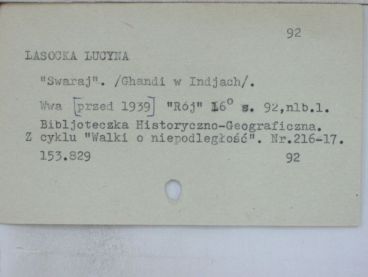 92
LASOCKA LUCYNA
"Swaraj". /Ghandi w Indjach/.
Wwa [przed 1939] "Rój" 16° s. 92,nlb.1.
Bibljoteczka Historyczno-Geograficzna.
Z cyklu "Walki o niepodległość". Nr.216-17.
153.829 92